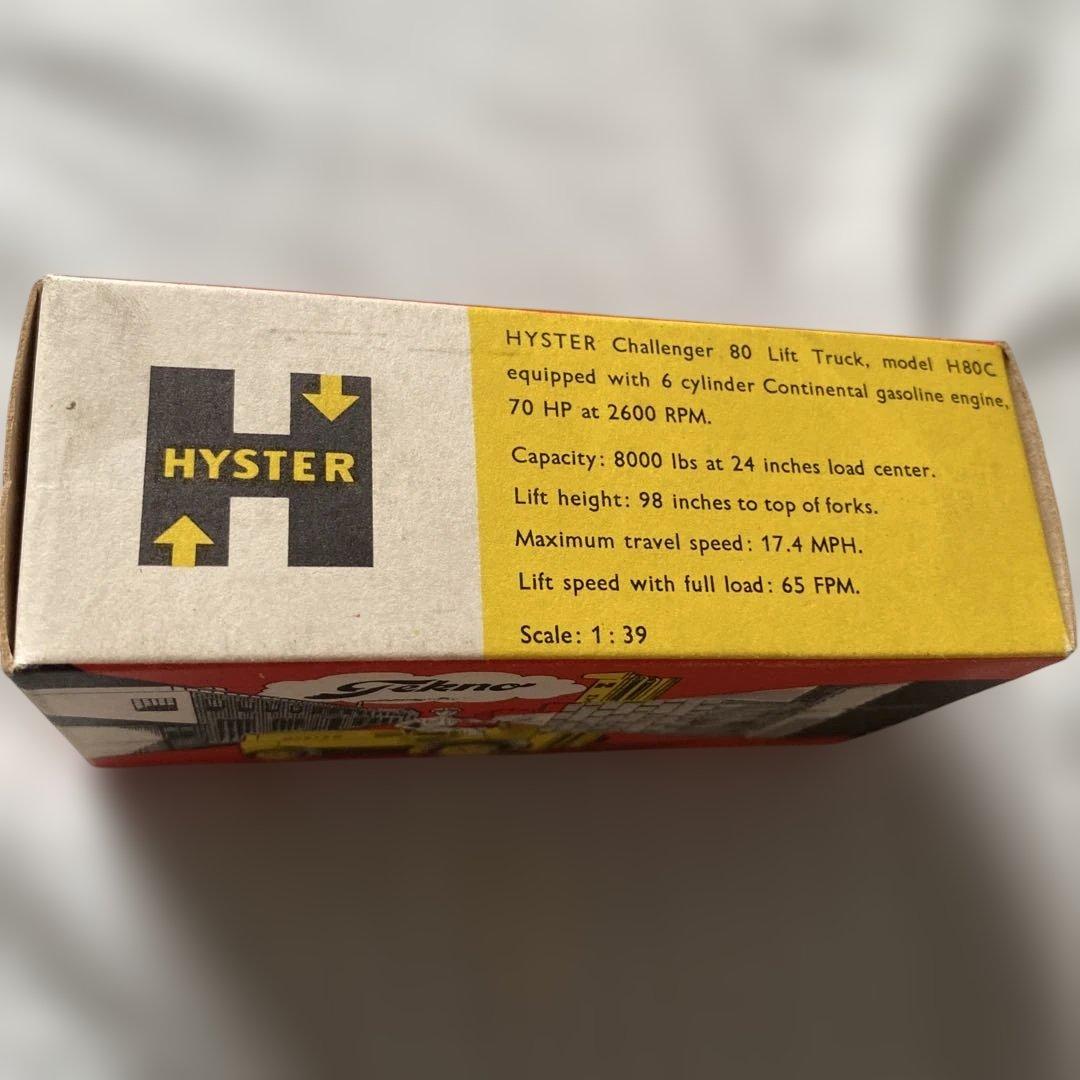 HYSTER
HYSTER Challenger 80 Lift Truck, model H80C
equipped with 6 cylinder Continental gasoline engine,
70 HP at 2600 RPM.
Capacity: 8000 lbs at 24 inches load center.
Lift height: 98 inches to top of forks.
Maximum travel speed: 17.4 MPH.
Lift speed with full load: 65 FPM.
Scale: 1 : 39
Tekno
HYSTER